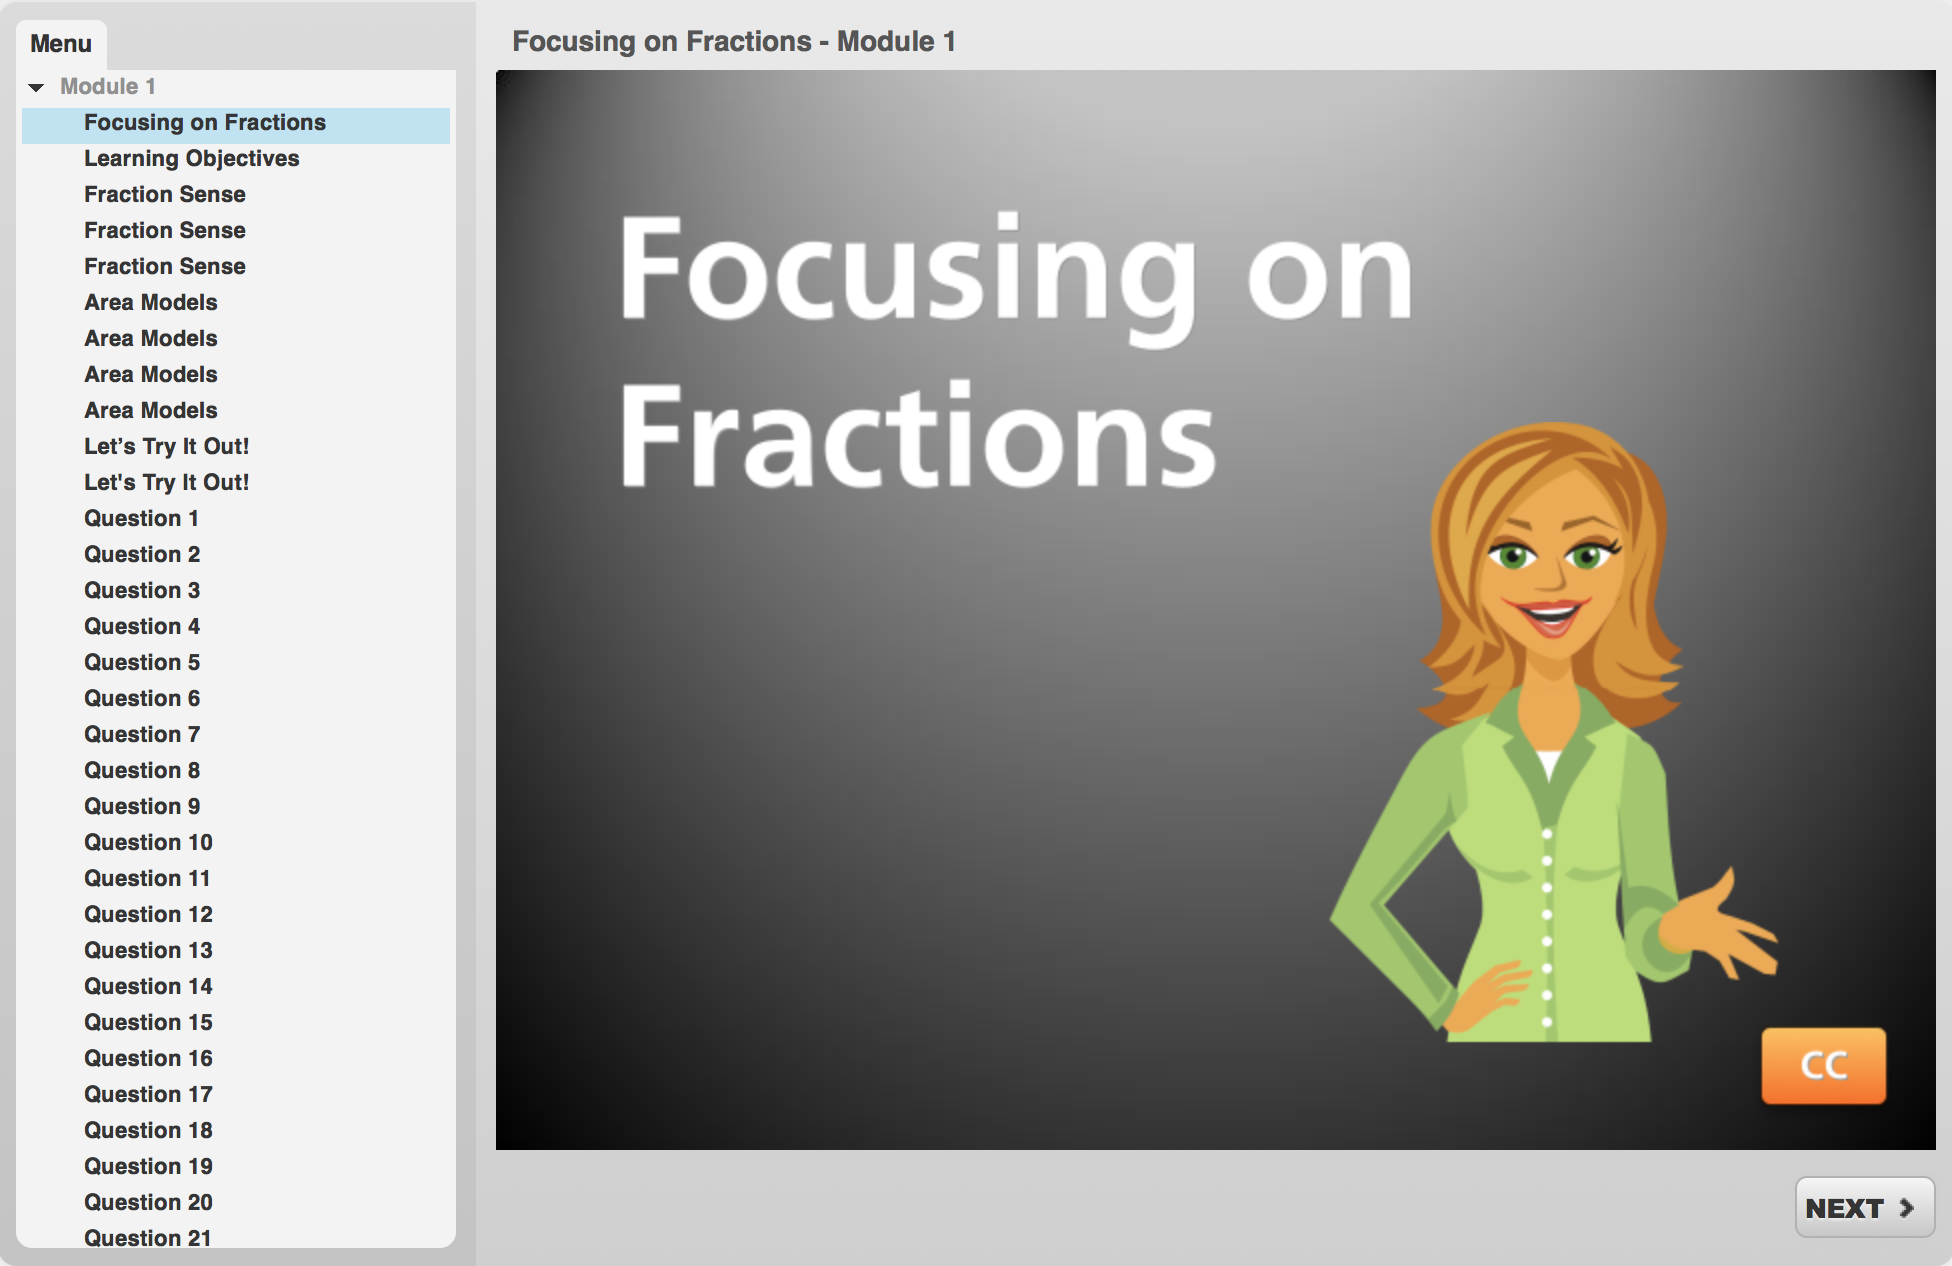 Menu
Module 1
Focusing on Fractions
Learning Objectives
Fraction Sense
Fraction Sense
Fraction Sense
Area Models
Area Models
Area Models
Area Models
Let’s Try It Out!
Let's Try It Out!
Question 1
Question 2
Question 3
Question 4
Question 5
Question 6
Question 7
Question 8
Question 9
Question 10
Question 11
Question 12
Question 13
Question 14
Question 15
Question 16
Question 17
Question 18
Question 19
Question 20
Question 21
Focusing on Fractions - Module 1
Focusing on
Fractions
CC
NEXT